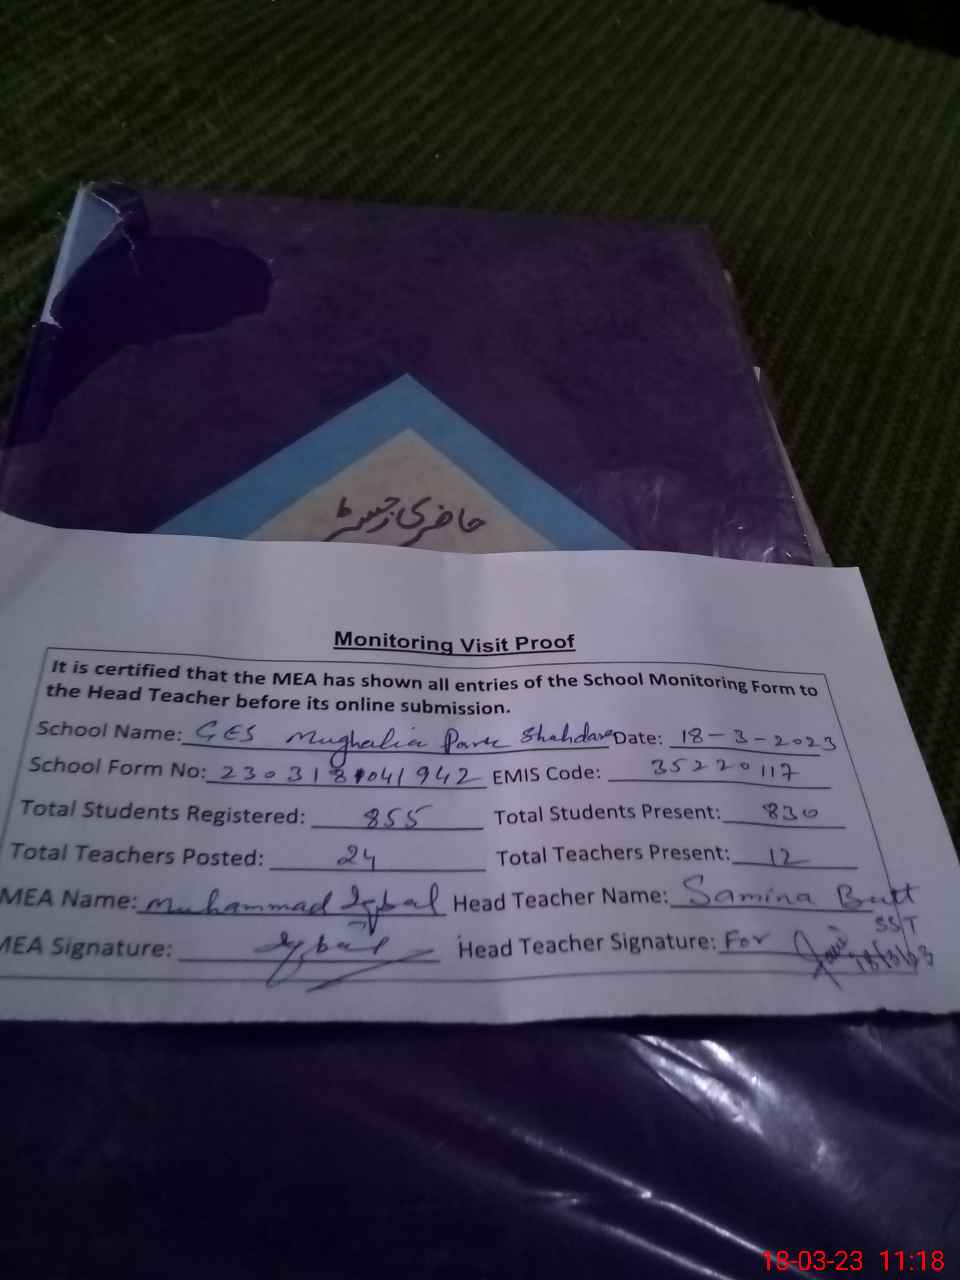 حاضری رجسٹر
Monitoring Visit Proof
It is certified that the MEA has shown all entries of the School Monitoring Form to
the Head Teacher before its online submission.
School Name: GES Mughalia Park Shahdara Date: 18-3-2023
School Form No: 230318041942 EMIS Code: 35220117
Total Students Registered: 855 Total Students Present: 830
Total Teachers Posted: 24 Total Teachers Present: 12
MEA Name: Muhammad Iqbal Head Teacher Name: Samina Butt
SST
MEA Signature: Iqbal Head Teacher Signature: For
18/3/23
18-03-23 11:18